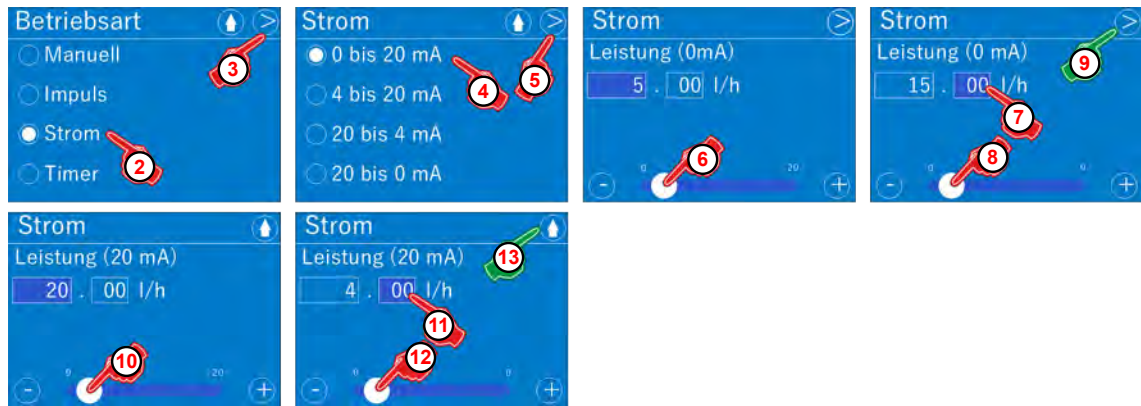 Betriebsart
Manuell
3
Impuls
Strom
2
Timer
Strom
0 bis 20 mA
5
4
4 bis 20 mA
20 bis 4 mA
20 bis 0 mA
Strom
Leistung (0mA)
5 . 00 l/h
6
0 20
- +
Strom
Leistung (0 mA)
9
15 . 00 l/h
7
8
0 0
- +
Strom
Leistung (20 mA)
20 . 00 l/h
10
0 20
- +
Strom
13
Leistung (20 mA)
4 . 00 l/h
11
12
0 0
- +